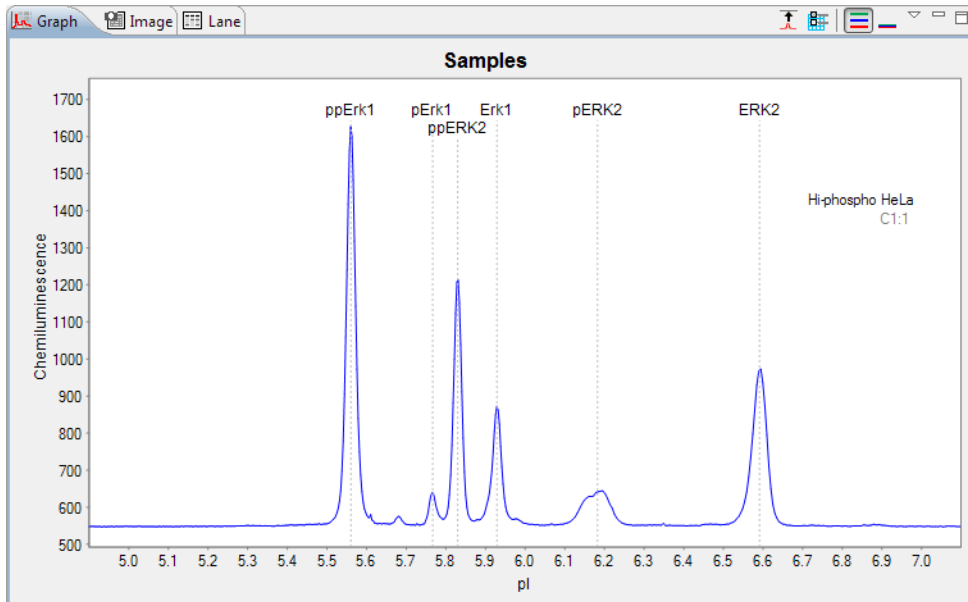 Graph
Image
Lane
Samples
Chemiluminescence
1700
1600
1500
1400
1300
1200
1100
1000
900
800
700
600
500
ppErk1
pErk1
ppERK2
Erk1
pERK2
ERK2
Hi-phospho HeLa
C1:1
5.0 5.1 5.2 5.3 5.4 5.5 5.6 5.7 5.8 5.9 6.0 6.1 6.2 6.3 6.4 6.5 6.6 6.7 6.8 6.9 7.0
pI